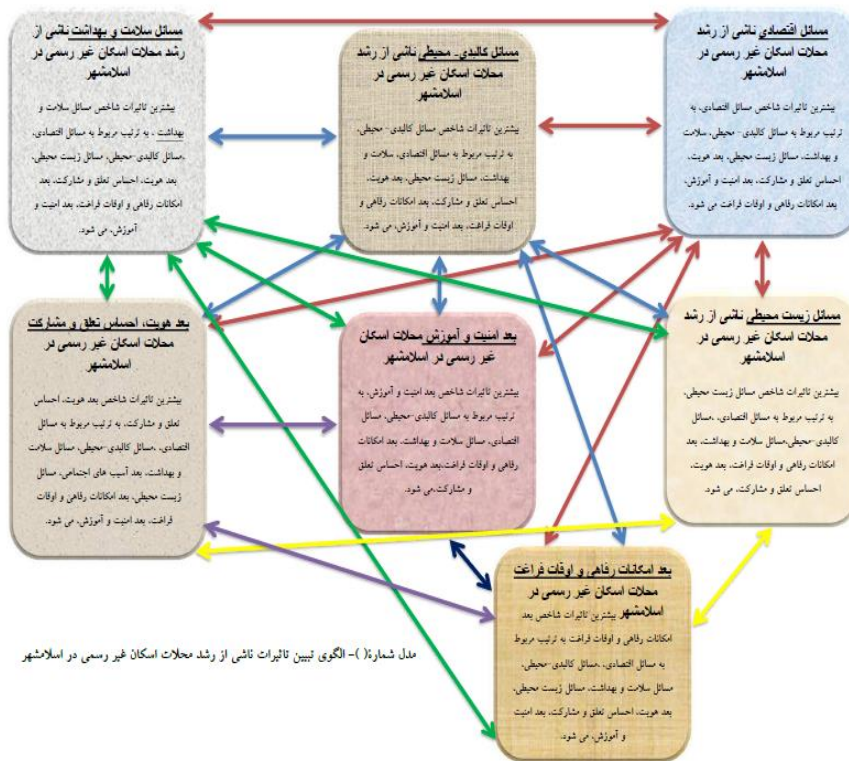 مسائل اقتصادی ناشی از رشد
محلات اسکان غیر رسمی در
اسلامشهر
بیشترین تاثیرات شاخص مسائل اقتصادی، به
ترتیب مربوط به مسائل کالبدی- محیطی، سلامت
و بهداشت، مسائل زیست محیطی، بعد هویت،
احساس تعلق و مشارکت، بعد امنیت و آموزش،
بعد امکانات رفاهی و اوقات فراغت می شود.
مسائل کالبدی- محیطی ناشی از رشد
محلات اسکان غیر رسمی در
اسلامشهر
بیشترین تاثیرات شاخص مسائل کالبدی- محیطی،
به ترتیب مربوط به مسائل اقتصادی، سلامت و
بهداشت، مسائل زیست محیطی، بعد هویت،
احساس تعلق و مشارکت، بعد امکانات رفاهی و
اوقات فراغت، بعد امنیت و آموزش، می شود.
مسائل سلامت و بهداشت ناشی از
رشد محلات اسکان غیر رسمی در
اسلامشهر
بیشترین تاثیرات شاخص مسائل سلامت و
بهداشت ، به ترتیب مربوط به مسائل اقتصادی،
،مسائل کالبدی-محیطی، مسائل زیست محیطی،
بعد هویت، احساس تعلق و مشارکت، بعد
امکانات رفاهی و اوقات فراغت، بعد امنیت و
آموزش، می شود.
مسائل زیست محیطی ناشی از رشد
محلات اسکان غیر رسمی در
اسلامشهر
بیشترین تاثیرات شاخص مسائل زیست محیطی،
به ترتیب مربوط به مسائل اقتصادی، ،مسائل
کالبدی-محیطی،مسائل سلامت و بهداشت، بعد
امکانات رفاهی و اوقات فراغت، بعد هویت،
احساس تعلق و مشارکت، می شود.
بعد امنیت و آموزش محلات اسکان
غیر رسمی در اسلامشهر
بیشترین تاثیرات شاخص بعد امنیت و آموزش، به
ترتیب مربوط به مسائل کالبدی-محیطی، مسائل
اقتصادی، مسائل سلامت و بهداشت، بعد امکانات
رفاهی و اوقات فراغت،بعد هویت، احساس تعلق
و مشارکت،می شود.
بعد هویت، احساس تعلق و مشارکت
محلات اسکان غیر رسمی در
اسلامشهر
بیشترین تاثیرات شاخص بعد هویت، احساس
تعلق و مشارکت، به ترتیب مربوط به مسائل
اقتصادی، ،مسائل کالبدی-محیطی، مسائل سلامت
و بهداشت، بعد آسیب های اجتماعی، مسائل
زیست محیطی، بعد امکانات رفاهی و اوقات
فراغت، بعد امنیت و آموزش، می شود.
بعد امکانات رفاهی و اوقات فراغت
محلات اسکان غیر رسمی در
اسلامشهر
بیشترین تاثیرات شاخص بعد
امکانات رفاهی و اوقات فراغت به ترتیب مربوط
به مسائل اقتصادی، ،مسائل کالبدی-محیطی،
مسائل سلامت و بهداشت، مسائل زیست محیطی،
بعد هویت، احساس تعلق و مشارکت، بعد امنیت
و آموزش، می شود.
مدل شمارۀ( )- الگوی تبیین تاثیرات ناشی از رشد محلات اسکان غیر رسمی در اسلامشهر